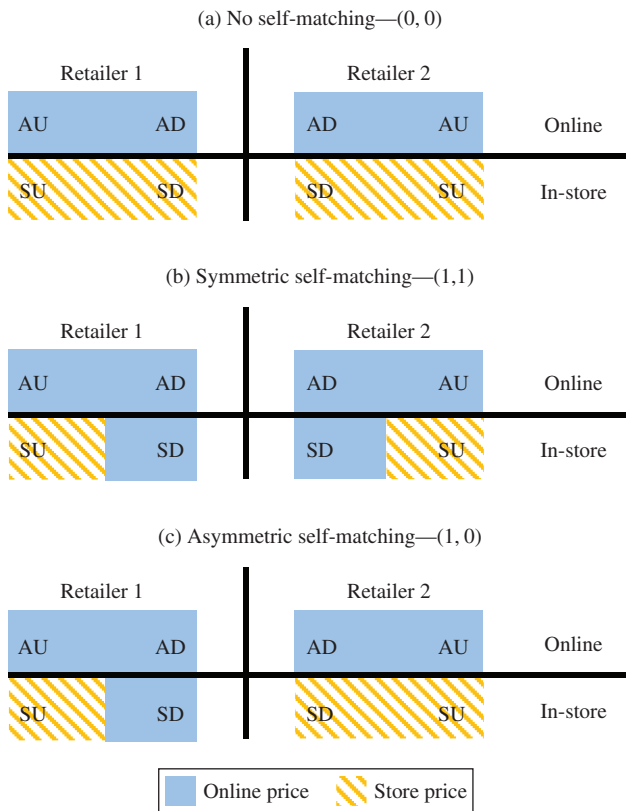 (a) No self-matching—(0, 0)
Retailer 1 Retailer 2
AU AD AD AU Online
SU SD SD SU In-store
(b) Symmetric self-matching—(1,1)
Retailer 1 Retailer 2
AU AD AD AU Online
SU SD SD SU In-store
(c) Asymmetric self-matching—(1, 0)
Retailer 1 Retailer 2
AU AD AD AU Online
SU SD SD SU In-store
Online price Store price